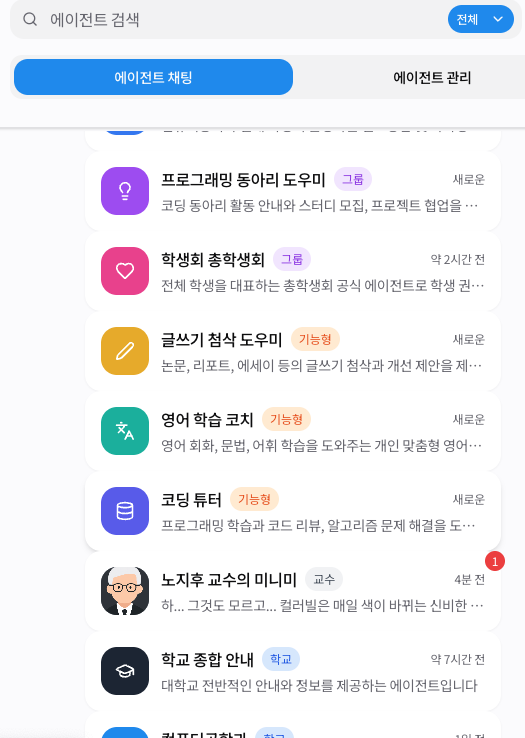 에이전트 검색
전체
에이전트 채팅
에이전트 관리
프로그래밍 동아리 도우미 그룹 새로운
코딩 동아리 활동 안내와 스터디 모집, 프로젝트 협업을 …
학생회 총학생회 그룹 약 2시간 전
전체 학생을 대표하는 총학생회 공식 에이전트로 학생 권…
글쓰기 첨삭 도우미 기능형 새로운
논문, 리포트, 에세이 등의 글쓰기 첨삭과 개선 제안을 제…
영어 학습 코치 기능형 새로운
영어 회화, 문법, 어휘 학습을 도와주는 개인 맞춤형 영어…
코딩 튜터 기능형 새로운
프로그래밍 학습과 코드 리뷰, 알고리즘 문제 해결을 도…
1
노지후 교수의 미니미 교수 4분 전
하... 그것도 모르고... 컬러빌은 매일 색이 바뀌는 신비한 …
학교 종합 안내 학교 약 7시간 전
대학교 전반적인 안내와 정보를 제공하는 에이전트입니다